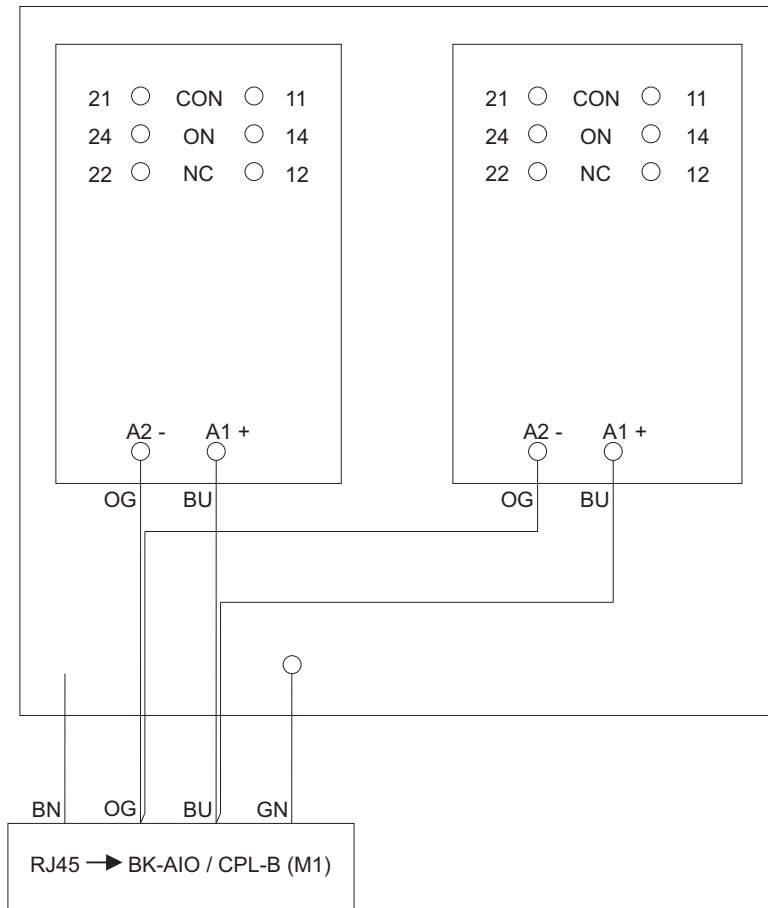 21 CON 11
24 ON 14
22 NC 12
A2 - A1 +
OG BU
21 CON 11
24 ON 14
22 NC 12
A2 - A1 +
OG BU
BN OG BU GN
RJ45 → BK-AIO / CPL-B (M1)